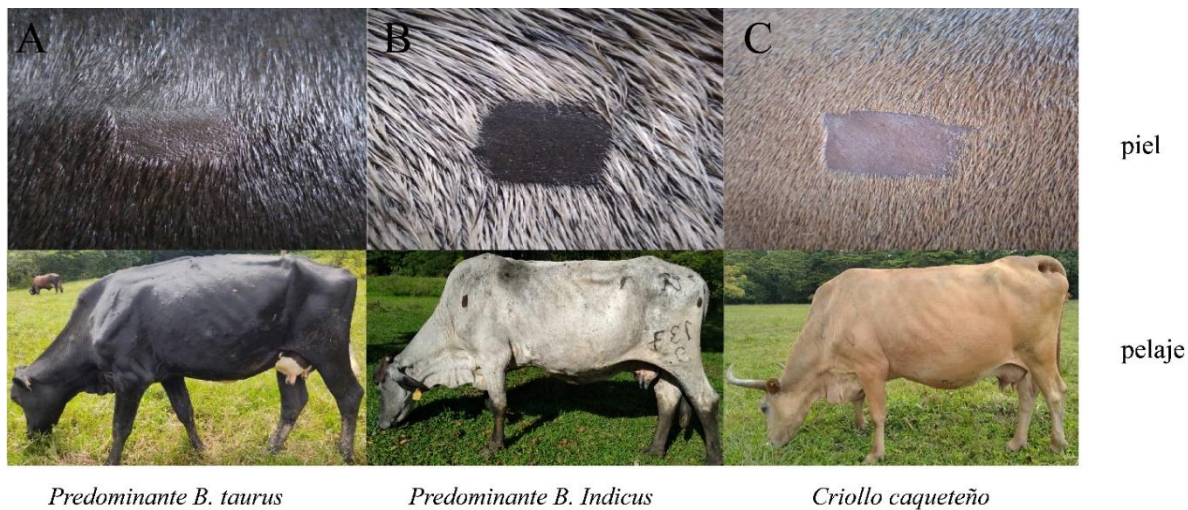 A B C
piel
pelaje
Predominante B. taurus Predominante B. Indicus Criollo caqueteño